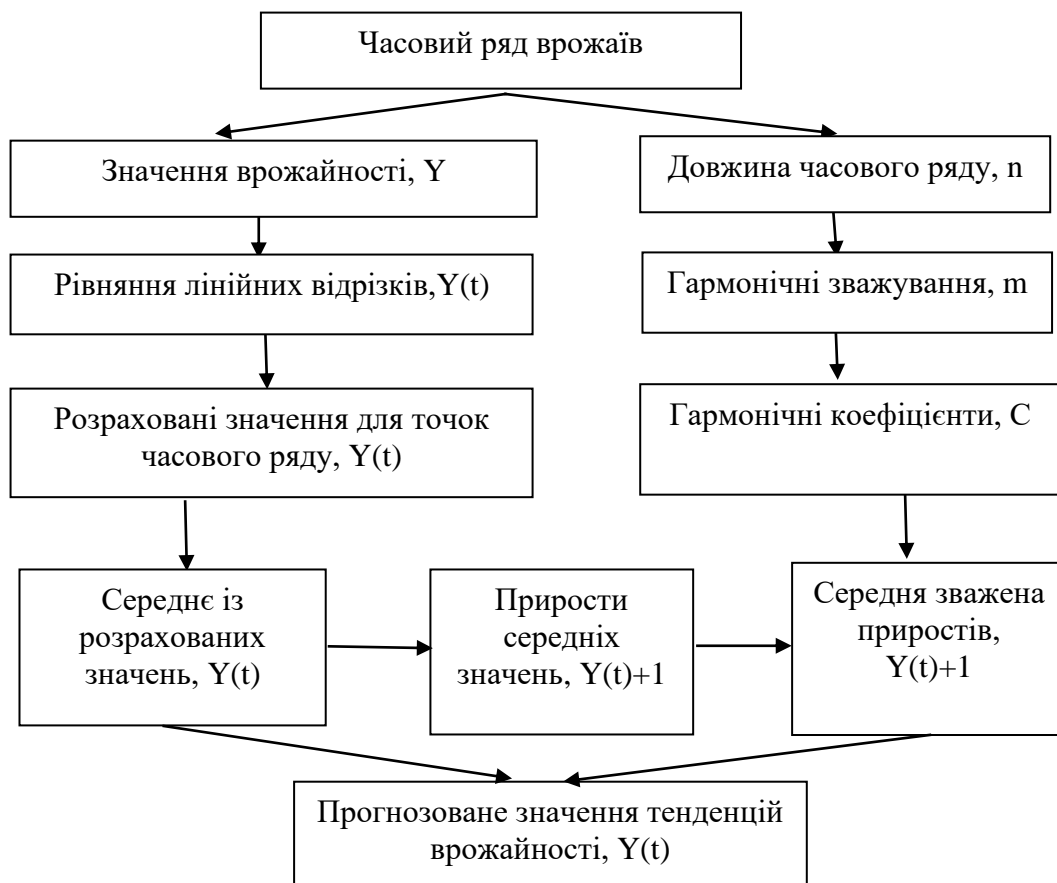 Часовий ряд врожаїв
Значення врожайності, Y
Довжина часового ряду, n
Рівняння лінійних відрізків,Y(t)
Гармонічні зважування, m
Розраховані значення для точок
часового ряду, Y(t)
Гармонічні коефіцієнти, C
Середнє із
розрахованих
значень, Y(t)
Прирости
середніх
значень, Y(t)+1
Середня зважена
приростів,
Y(t)+1
Прогнозоване значення тенденцій
врожайності, Y(t)